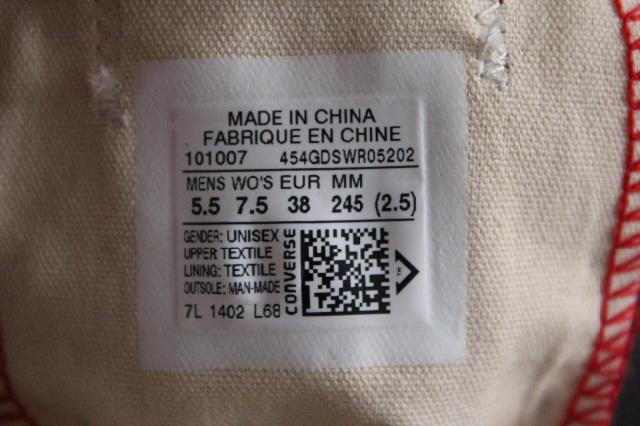 MADE IN CHINA
FABRIQUE EN CHINE
101007 454GDSWR05202
MENS WO'S EUR MM
5.5 7.5 38 245 (2.5)
GENDER: UNISEX
UPPER TEXTILE
LINING: TEXTILE
OUTSOLE: MAN-MADE
7L 1402 L68
CONVERSE
TM